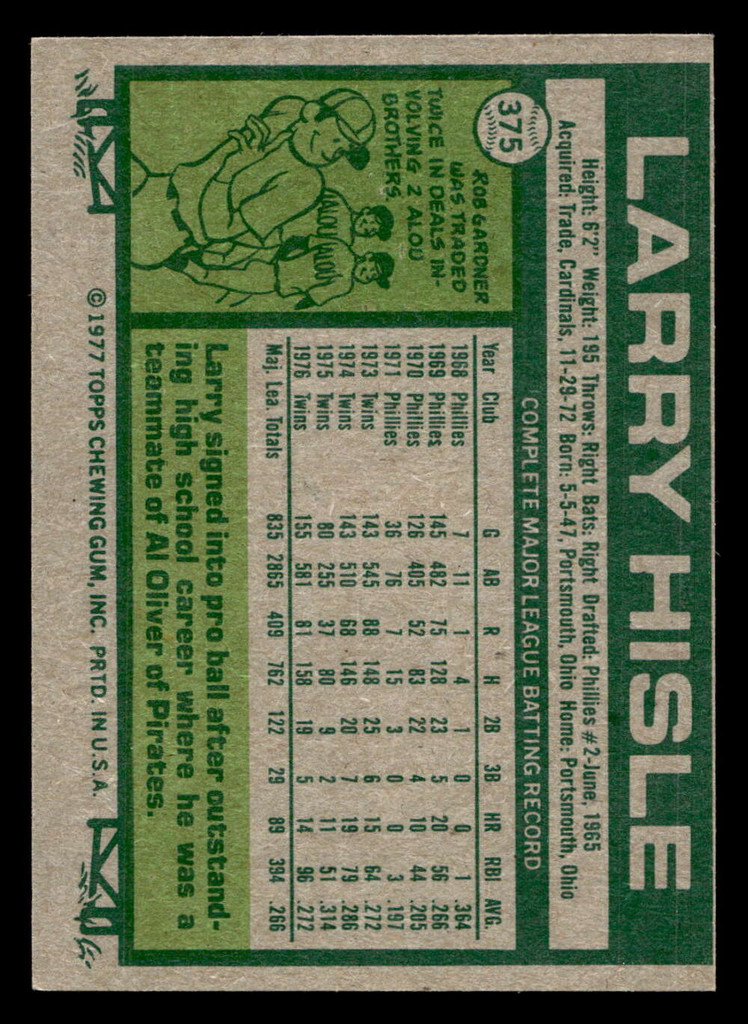 LARRY HISLE
Height: 6'2" Weight: 195 Throws: Right Bats: Right Drafted: Phillies #2-June, 1965
Acquired: Trade, Cardinals, 11-29-72 Born: 5-5-47, Portsmouth, Ohio Home: Portsmouth, Ohio
375
COMPLETE MAJOR LEAGUE BATTING RECORD
ROB GARDNER
WAS TRADED
TWICE IN DEALS IN-
VOLVING 2 ALOU
BROTHERS.
ALOU
ALOU
Year Club G AB R H 2B 3B HR RBI AVG.
1968 Phillies 7 11 1 4 1 0 0 1 .364
1969 Phillies 145 482 75 128 23 5 20 56 .266
1970 Phillies 126 405 52 83 22 4 10 44 .205
1971 Phillies 36 76 7 15 3 0 0 3 .197
1973 Twins 143 545 88 148 25 6 15 64 .272
1974 Twins 143 510 68 146 20 7 19 79 .286
1975 Twins 80 255 37 80 9 2 11 51 .314
1976 Twins 155 581 81 158 19 5 14 96 .272
Maj. Lea. Totals 835 2865 409 762 122 29 89 394 .266
Larry signed into pro ball after outstand-
ing high school career where he was a
teammate of Al Oliver of Pirates.
© 1977 TOPPS CHEWING GUM, INC. PRTD. IN U.S.A.